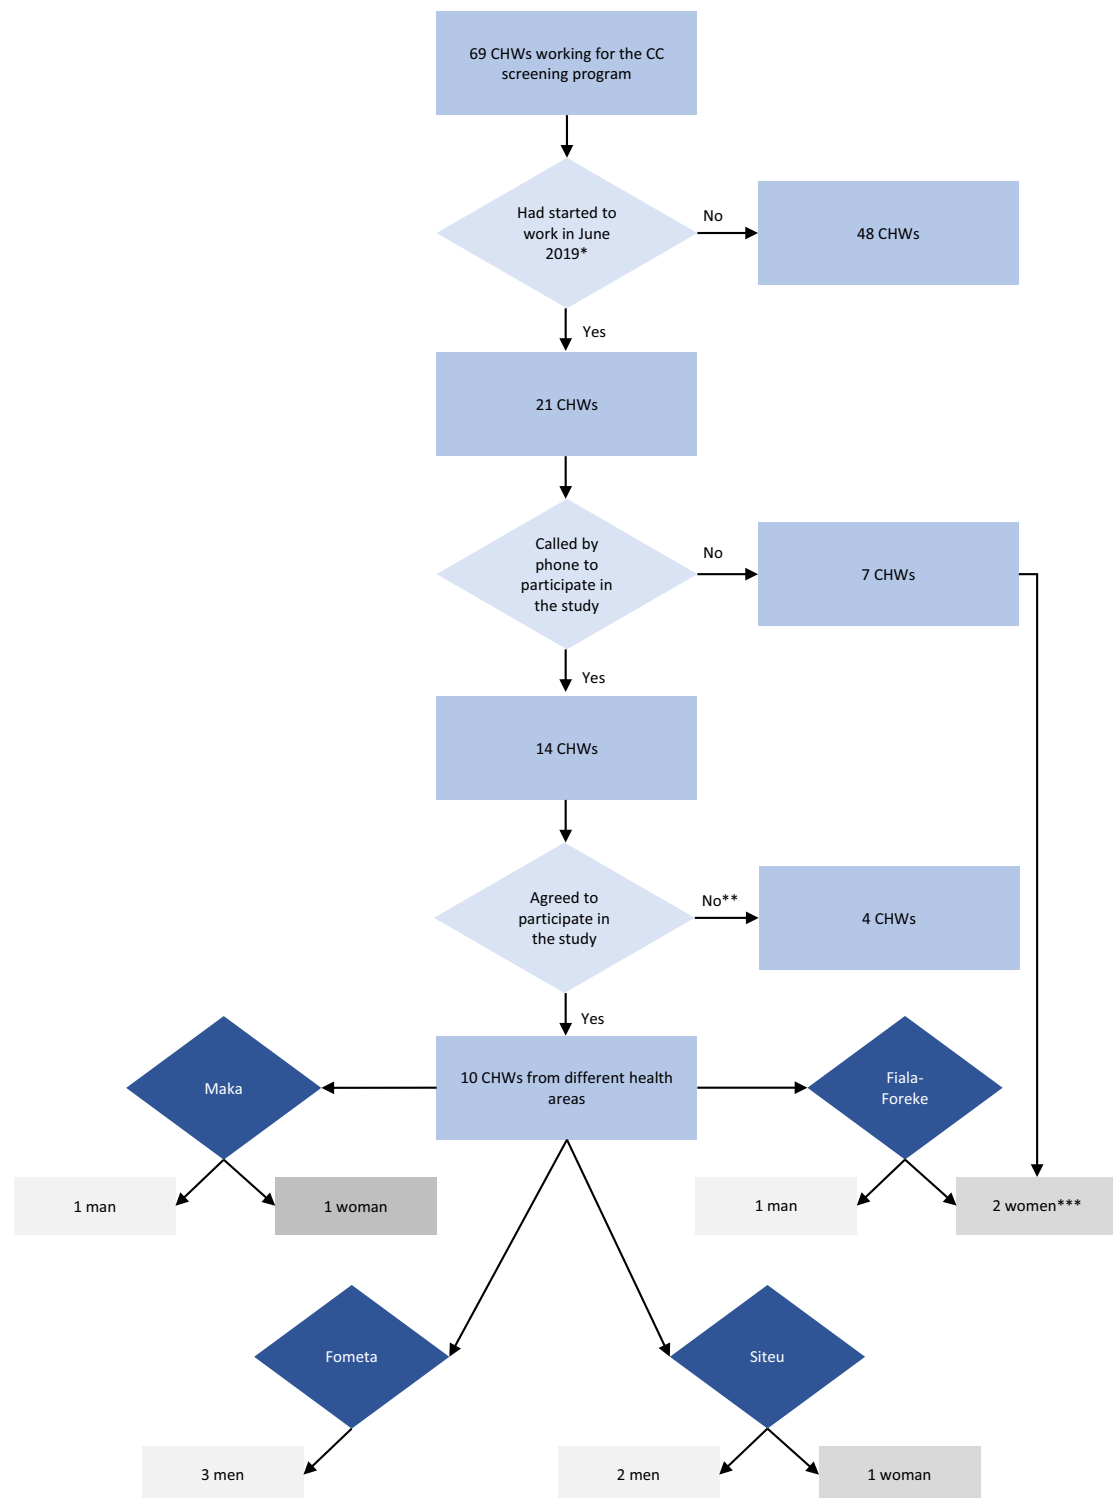 69 CHWs working for the CC
screening program
Had started to
work in June
2019*
No
48 CHWs
Yes
21 CHWs
Called by
phone to
participate in
the study
No
7 CHWs
Yes
14 CHWs
Agreed to
participate in
the study
No**
4 CHWs
Yes
10 CHWs from different health
areas
Maka
Fiala-
Foreke
1 man
1 woman
1 man
2 women***
Fometa
Siteu
3 men
2 men
1 woman